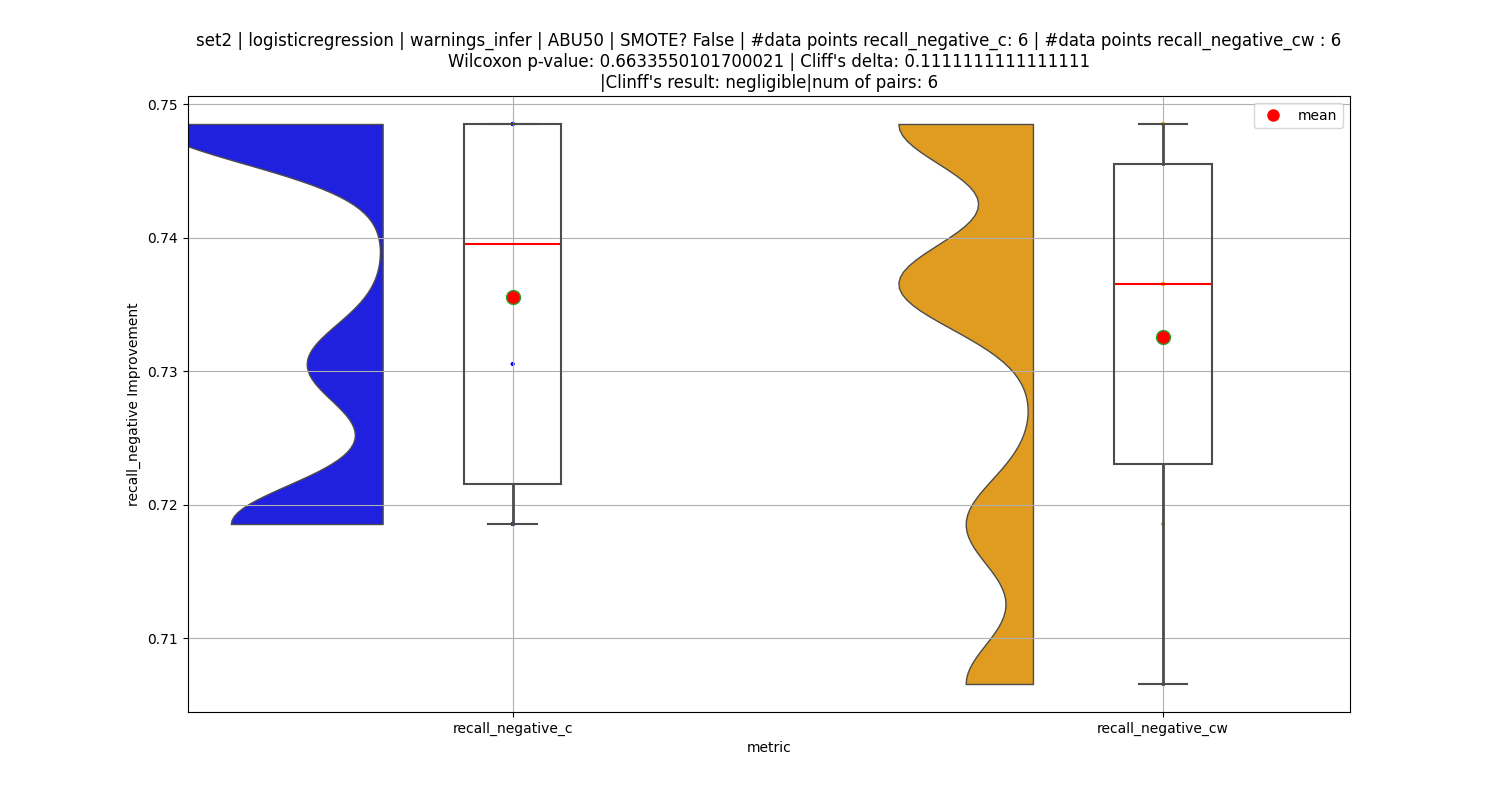 set2 | logisticregression | warnings_infer | ABU50 | SMOTE? False | #data points recall_negative_c: 6 | #data points recall_negative_cw : 6
Wilcoxon p-value: 0.6633550101700021 | Cliff's delta: 0.1111111111111111
|Clinff's result: negligible|num of pairs: 6
mean
0.75
0.74
0.73
0.72
0.71
recall_negative Improvement
recall_negative_c
recall_negative_cw
metric